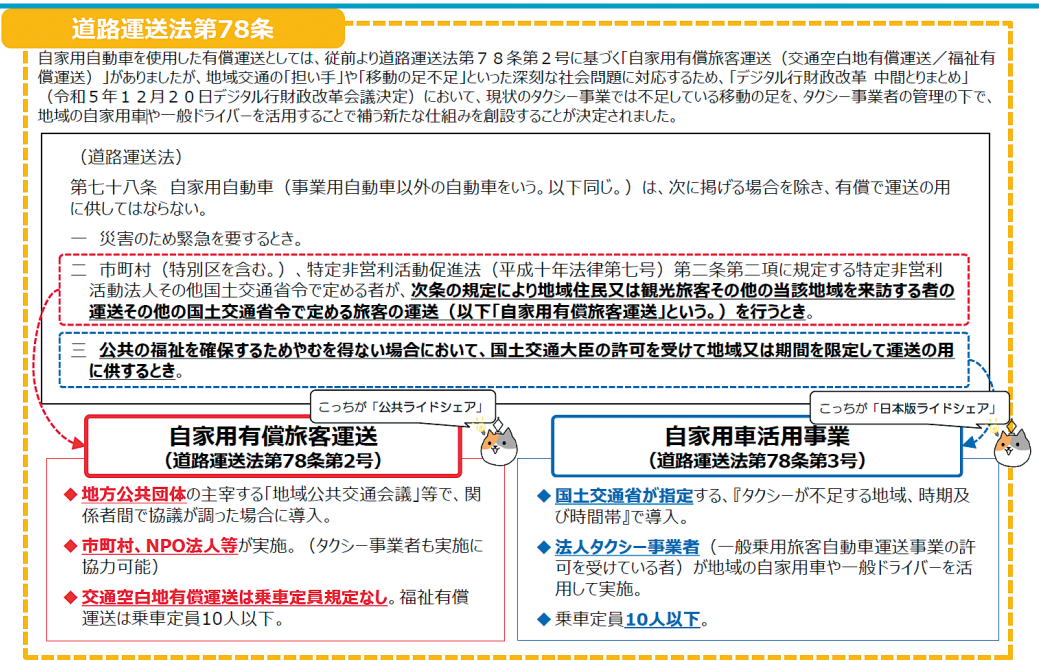 道路運送法第78条
自家用自動車を使用した有償運送としては、従前より道路運送法第７８条第２号に基づく「自家用有償旅客運送（交通空白地有償運送／福祉有
償運送）」がありましたが、地域交通の「担い手」や「移動の足不足」といった深刻な社会問題に対応するため、「デジタル行財政改革 中間とりまとめ」
（令和５年１２月２０日デジタル行財政改革会議決定）において、現状のタクシー事業では不足している移動の足を、タクシー事業者の管理の下で、
地域の自家用車や一般ドライバーを活用することで補う新たな仕組みを創設することが決定されました。
（道路運送法）
第七十八条 自家用自動車（事業用自動車以外の自動車をいう。以下同じ。）は、次に掲げる場合を除き、有償で運送の用
に供してはならない。
一 災害のため緊急を要するとき。
二 市町村（特別区を含む。）、特定非営利活動促進法（平成十年法律第七号）第二条第二項に規定する特定非営利
活動法人その他国土交通省令で定める者が、次条の規定により地域住民又は観光旅客その他の当該地域を来訪する者の
運送その他の国土交通省令で定める旅客の運送（以下「自家用有償旅客運送」という。）を行うとき。
三 公共の福祉を確保するためやむを得ない場合において、国土交通大臣の許可を受けて地域又は期間を限定して運送の用
に供するとき。
こっちが「公共ライドシェア」
自家用有償旅客運送
（道路運送法第78条第2号）
◆ 地方公共団体の主宰する「地域公共交通会議」等で、関
係者間で協議が調った場合に導入。
◆ 市町村、NPO法人等が実施。（タクシー事業者も実施に
協力可能）
◆ 交通空白地有償運送は乗車定員規定なし。福祉有償
運送は乗車定員10人以下。
こっちが「日本版ライドシェア」
自家用車活用事業
（道路運送法第78条第3号）
◆ 国土交通省が指定する、『タクシーが不足する地域、時期及
び時間帯』で導入。
◆ 法人タクシー事業者（一般乗用旅客自動車運送事業の許
可を受けている者）が地域の自家用車や一般ドライバーを活
用して実施。
◆ 乗車定員10人以下。